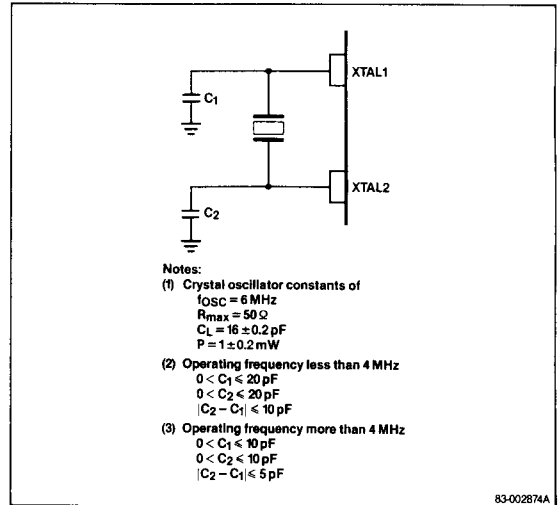 XTAL1
C1
XTAL2
C2
Notes:
(1) Crystal oscillator constants of
fOSC = 6 MHz
Rmax = 50 Ω
CL = 16 ± 0.2 pF
P = 1 ± 0.2 mW
(2) Operating frequency less than 4 MHz
0 < C1 ⩽ 20 pF
0 < C2 ⩽ 20 pF
|C2 − C1| ⩽ 10 pF
(3) Operating frequency more than 4 MHz
0 < C1 ⩽ 10 pF
0 < C2 ⩽ 10 pF
|C2 − C1| ⩽ 5 pF
83-002874A